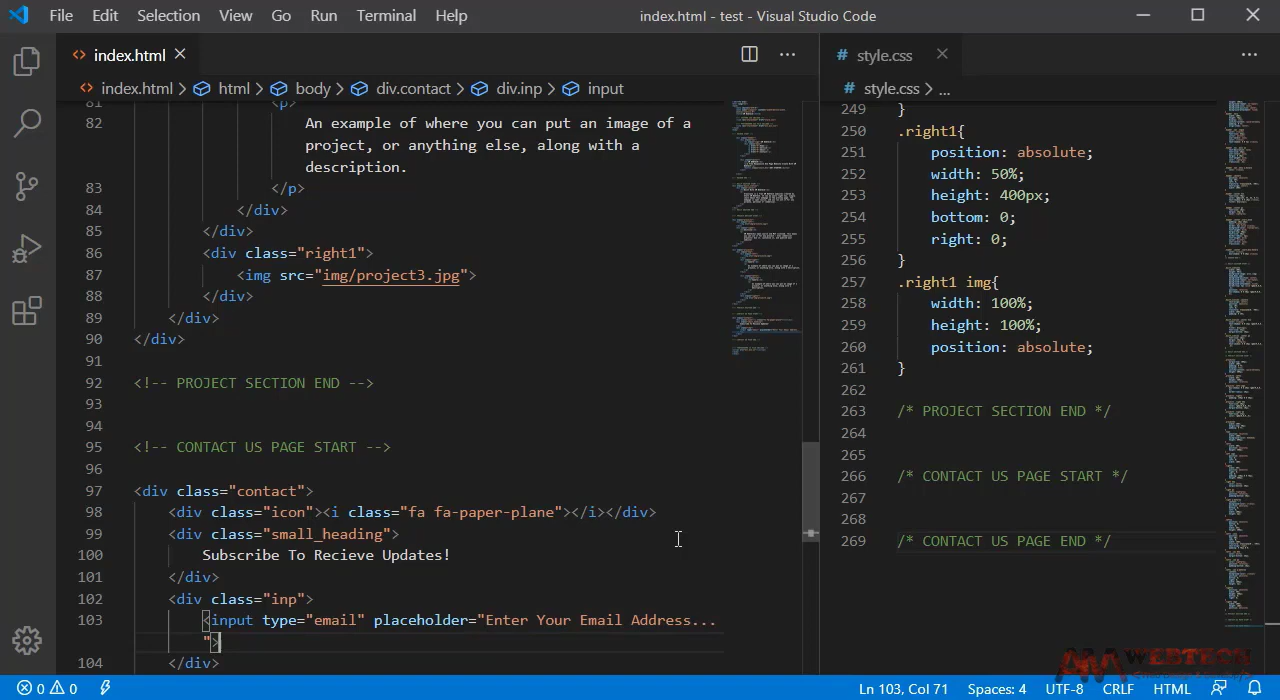 File Edit Selection View Go Run Terminal Help index.html - test - Visual Studio Code
index.html
index.html > html > body > div.contact > div.inp > input
81 <p>
82 An example of where you can put an image of a
project, or anything else, along with a
description.
83 </p>
84 </div>
85 </div>
86 <div class="right1">
87 <img src="img/project3.jpg">
88 </div>
89 </div>
90 </div>
91
92 <!-- PROJECT SECTION END -->
93
94
95 <!-- CONTACT US PAGE START -->
96
97 <div class="contact">
98 <div class="icon"><i class="fa fa-paper-plane"></i></div>
99 <div class="small_heading">
100 Subscribe To Recieve Updates!
101 </div>
102 <div class="inp">
103 <input type="email" placeholder="Enter Your Email Address...
">
104 </div>
# style.css
# style.css > ...
249 }
250 .right1{
251 position: absolute;
252 width: 50%;
253 height: 400px;
254 bottom: 0;
255 right: 0;
256 }
257 .right1 img{
258 width: 100%;
259 height: 100%;
260 position: absolute;
261 }
262
263 /* PROJECT SECTION END */
264
265
266 /* CONTACT US PAGE START */
267
268
269 /* CONTACT US PAGE END */
WEBTECH
0 0 Ln 103, Col 71 Spaces: 4 UTF-8 CRLF HTML